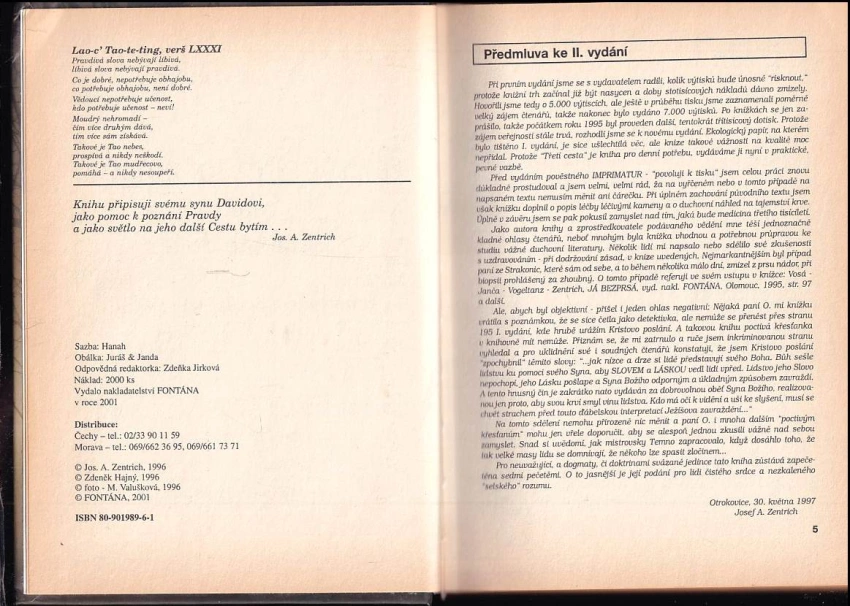 Lao-c' Tao-te-ting, verš LXXXI
Pravdivá slova nebývají líbivá,
líbivá slova nebývají pravdivá.
Co je dobré, nepotřebuje obhajobu,
co potřebuje obhajobu, není dobré.
Vědoucí nepotřebuje učenost,
kdo potřebuje učenost – neví!
Moudrý nehromadí –
čím více druhým dává,
tím více sám získává.
Takové je Tao nebes,
prospívá a nikdy neškodí.
Takové je Tao mudrcovo,
pomáhá – a nikdy nesoupeří.
Knihu připisuji svému synu Davidovi,
jako pomoc k poznání Pravdy
a jako světlo na jeho další Cestu bytím . . .
Jos. A. Zentrich
Sazba: Hanah
Obálka: Juráš & Janda
Odpovědná redaktorka: Zdeňka Jirková
Náklad: 2000 ks
Vydalo nakladatelství FONTÁNA
v roce 2001
Distribuce:
Čechy – tel.: 02/33 90 11 59
Morava – tel.: 069/662 36 95, 069/661 73 71
© Jos. A. Zentrich, 1996
© Zdeněk Hajný, 1996
© foto - M. Valušková, 1996
© FONTÁNA, 2001
ISBN 80-901989-6-1
Předmluva ke II. vydání
Při prvním vydání jsme se s vydavatelem radili, kolik výtisků bude únosné "risknout,"
protože knižní trh začínal již být nasycen a doby stotisícových nákladů dávno zmizely.
Hovořili jsme tedy o 5.000 výtiscích, ale ještě v průběhu tisku jsme zaznamenali poměrně
velký zájem čtenářů, takže nakonec bylo vydáno 7.000 výtisků. Po knížkách se jen za-
prášilo, takže počátkem roku 1995 byl proveden další, tentokrát třítisícový dotisk. Protože
zájem veřejnosti stále trvá, rozhodli jsme se k novému vydání. Ekologický papír, na kterém
bylo tištěno I. vydání, je sice ušlechtilá věc, ale knize takové vážnosti na kvalitě moc
nepřidal. Protože "Třetí cesta" je kniha pro denní potřebu, vydáváme ji nyní v praktické,
pevné vazbě.
Před vydáním pověstného IMPRIMATUR - "povoluji k tisku" jsem celou práci znovu
důkladně prostudoval a jsem velmi, velmi rád, že na vyřčeném nebo v tomto případě na
napsaném textu nemusím měnit ani čárečku. Při úplném zachování původního textu jsem
však knížku doplnil o popis léčby léčivými kameny a o duchovní náhled na tajemství krve.
Úplně v závěru jsem se pak pokusil zamyslet nad tím, jaká bude medicína třetího tisíciletí.
Jako autora knihy a zprostředkovatele podávaného vědění mne těší jednoznačně
kladné ohlasy čtenářů, neboť mnohým byla knížka vhodnou a potřebnou průpravou ke
studiu vážné duchovní literatury. Několik lidí mi napsalo nebo sdělilo své zkušenosti
s uzdravováním - při dodržování zásad, v knize uvedených. Nejmarkantnějším byl případ
paní ze Strakonic, které sám od sebe, a to během několika málo dní, zmizel z prsu nádor, při
biopsii prohlášený za zhoubný. O tomto případě referuji ve svém vstupu v knížce: Vosá -
Janča - Vogeltanz - Zentrich, JÁ BEZPRSÁ, vyd. nakl. FONTÁNA, Olomouc, 1995, str. 97
a další.
Ale, abych byl objektivní - přišel i jeden ohlas negativní: Nějaká paní O. mi knížku
vrátila s poznámkou, že se sice četla jako detektivka, ale nemůže se přenést přes stranu
195 I. vydání, kde hrubě urážím Kristovo poslání. A takovou knihu poctivá křesťanka
v knihovně mít nemůže. Přiznám se, že mi zatrnulo a ruče jsem inkriminovanou stranu
vyhledal a pro uklidnění své i soudných čtenářů konstatuji, že jsem Kristovo poslání
"zpochybnil" těmito slovy: "...jak nízce a drze si lidé představují svého Boha. Bůh sešle
lidstvu ku pomoci svého Syna, aby SLOVEM a LÁSKOU vedl lidi vpřed. Lidstvo jeho Slovo
nepochopí, jeho Lásku pošlape a Syna Božího odporným a úkladným způsobem zavraždí.
A tento hnusný čin je zakrátko nato vydáván za dobrovolnou oběť Syna Božího, realizova-
nou jen proto, aby svou krví smyl vinu lidstva. Kdo má oči k vidění a uši ke slyšení, musí se
chvět strachem před touto ďábelskou interpretací Ježíšova zavraždění..."
Na tomto sdělení nemohu přirozeně nic měnit a paní O. i mnoha dalším "poctivým
křesťanům" mohu jen vřele doporučit, aby se alespoň jednou zkusili vážně nad sebou
zamyslet. Snad si uvědomí, jak mistrovsky Temno zapracovalo, když dosáhlo toho, že
tak velké masy lidu se domnívají, že někoho lze spasit zločinem...
Pro neuvažující, a dogmaty, či doktrínami svázané jedince tato kniha zůstává zapeče-
těna sedmi pečetěmi. O to jasnější je její podání pro lidi čistého srdce a nezkaleného
"selského" rozumu.
Otrokovice, 30. května 1997
Josef A. Zentrich
5